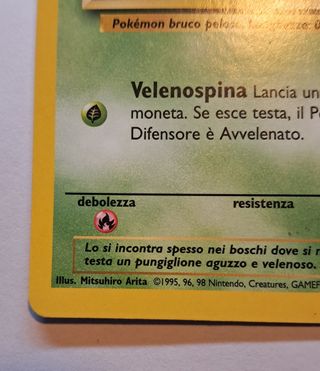 Pokémon bruco peloso.
Velenospina Lancia un
moneta. Se esce testa, il P
Difensore è Avvelenato.
debolezza resistenza
Lo si incontra spesso nei boschi dove si
testa un pungiglione aguzzo e velenoso.
Illus. Mitsuhiro Arita ©1995, 96, 98 Nintendo, Creatures, GAMEF